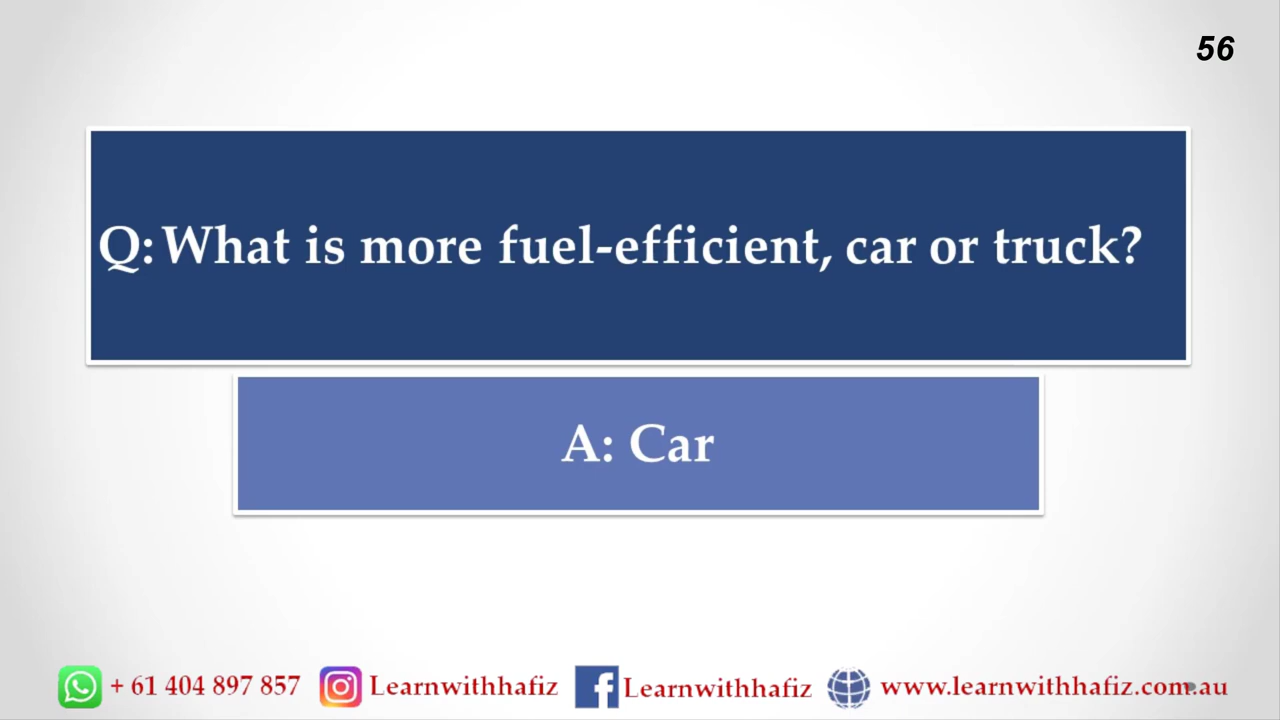 56
Q: What is more fuel-efficient, car or truck?
A: Car
+ 61 404 897 857 Learnwithhafiz Learnwithhafiz www.learnwithhafiz.com.au